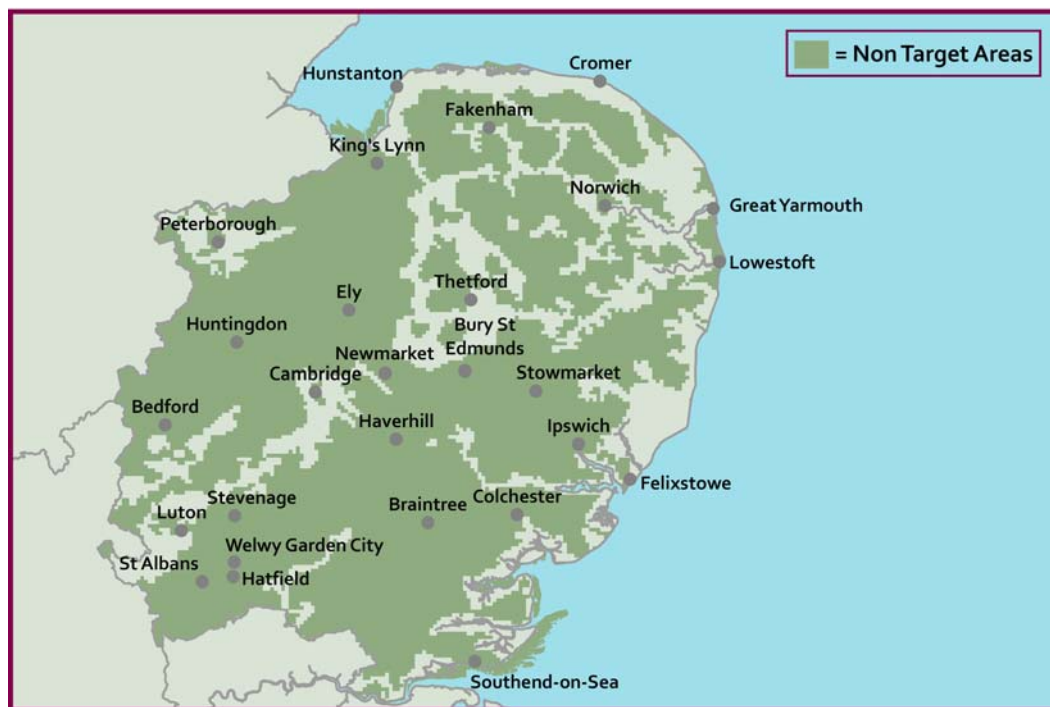 = Non Target Areas
Cromer
Hunstanton
Fakenham
King's Lynn
Norwich
Great Yarmouth
Peterborough
Lowestoft
Thetford
Ely
Huntingdon
Bury St
Edmunds
Newmarket
Cambridge
Stowmarket
Bedford
Haverhill
Ipswich
Felixstowe
Stevenage
Braintree
Colchester
Luton
Welwy Garden City
St Albans
Hatfield
Southend-on-Sea